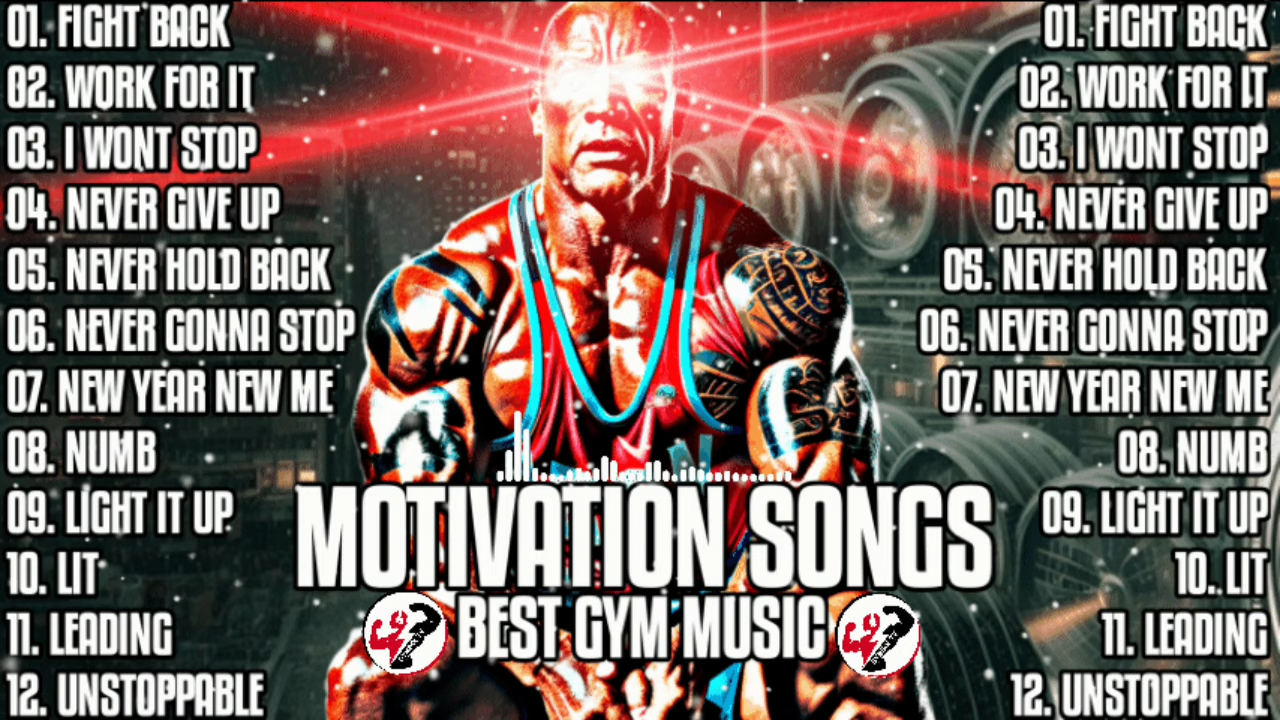 01. FIGHT BACK
02. WORK FOR IT
03. I WONT STOP
04. NEVER GIVE UP
05. NEVER HOLD BACK
06. NEVER GONNA STOP
07. NEW YEAR NEW ME
08. NUMB
09. LIGHT IT UP
10. LIT
11. LEADING
12. UNSTOPPABLE
MOTIVATION SONGS
BEST GYM MUSIC
01. FIGHT BACK
02. WORK FOR IT
03. I WONT STOP
04. NEVER GIVE UP
05. NEVER HOLD BACK
06. NEVER GONNA STOP
07. NEW YEAR NEW ME
08. NUMB
09. LIGHT IT UP
10. LIT
11. LEADING
12. UNSTOPPABLE